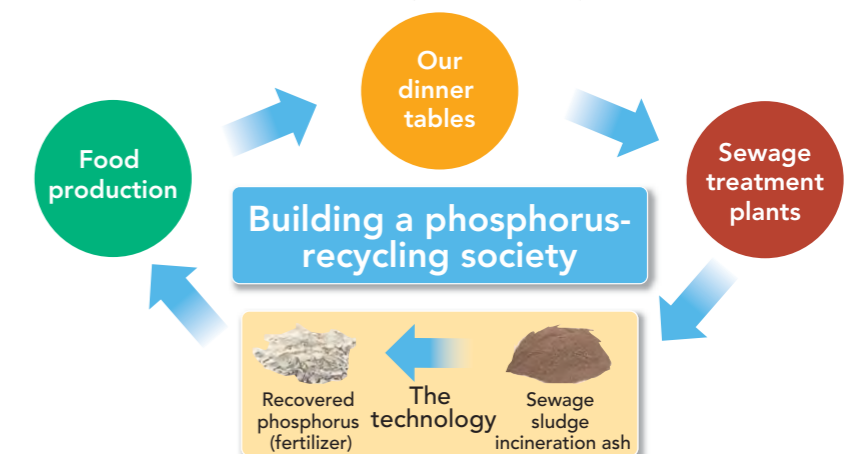 Our
dinner
tables
Food
production
Sewage
treatment
plants
Building a phosphorus-
recycling society
Recovered
phosphorus
(fertilizer)
The
technology
Sewage
sludge
incineration ash